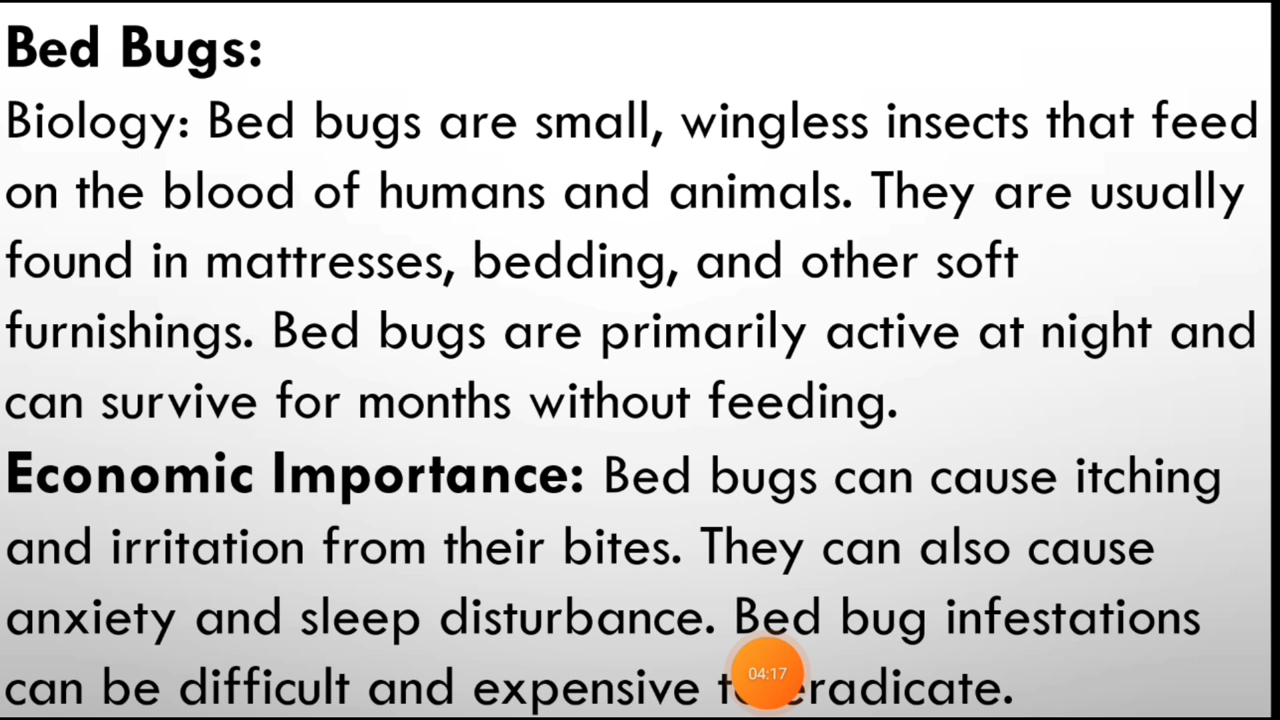 Bed Bugs:
Biology: Bed bugs are small, wingless insects that feed
on the blood of humans and animals. They are usually
found in mattresses, bedding, and other soft
furnishings. Bed bugs are primarily active at night and
can survive for months without feeding.
Economic Importance: Bed bugs can cause itching
and irritation from their bites. They can also cause
anxiety and sleep disturbance. Bed bug infestations
can be difficult and expensive to eradicate.
04:17